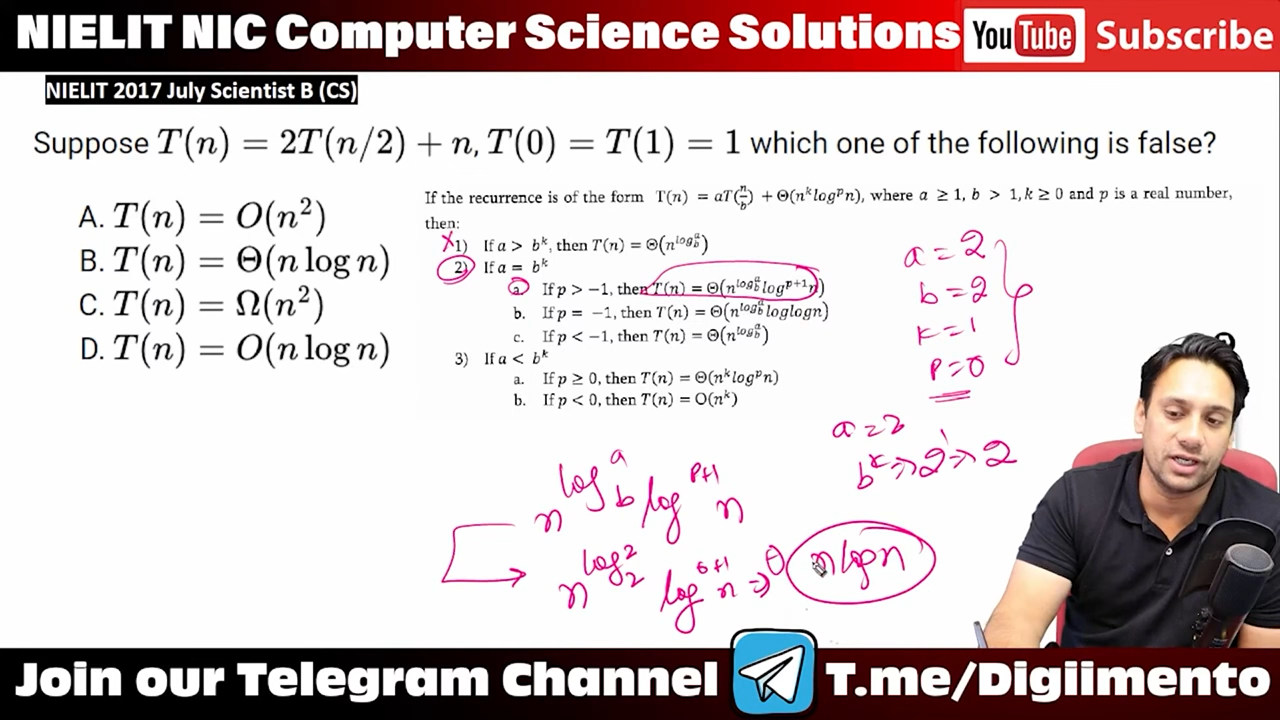 NIELIT NIC Computer Science Solutions YouTube Subscribe
NIELIT 2017 July Scientist B (CS)
Suppose T(n) = 2T(n/2) + n, T(0) = T(1) = 1 which one of the following is false?
A. T(n) = O(n²)
B. T(n) = Θ(n log n)
C. T(n) = Ω(n²)
D. T(n) = O(n log n)
If the recurrence is of the form T(n) = aT(n/b) + Θ(n^k log^p n), where a ≥ 1, b > 1, k ≥ 0 and p is a real number,
then:
1) If a > b^k, then T(n) = Θ(n^(log_b^a))
2) If a = b^k
a. If p > −1, then T(n) = Θ(n^(log_b^a) log^(p+1) n)
b. If p = −1, then T(n) = Θ(n^(log_b^a) loglogn)
c. If p < −1, then T(n) = Θ(n^(log_b^a))
3) If a < b^k
a. If p ≥ 0, then T(n) = Θ(n^k log^p n)
b. If p < 0, then T(n) = O(n^k)
a = 2
b = 2
k = 1
P = 0
a = 2
b^k => 2^1 => 2
n^(log_b^a) log^(p+1) n
n^(log_2^2) log^(0+1) n => Θ n log n
Join our Telegram Channel T.me/Digiimento